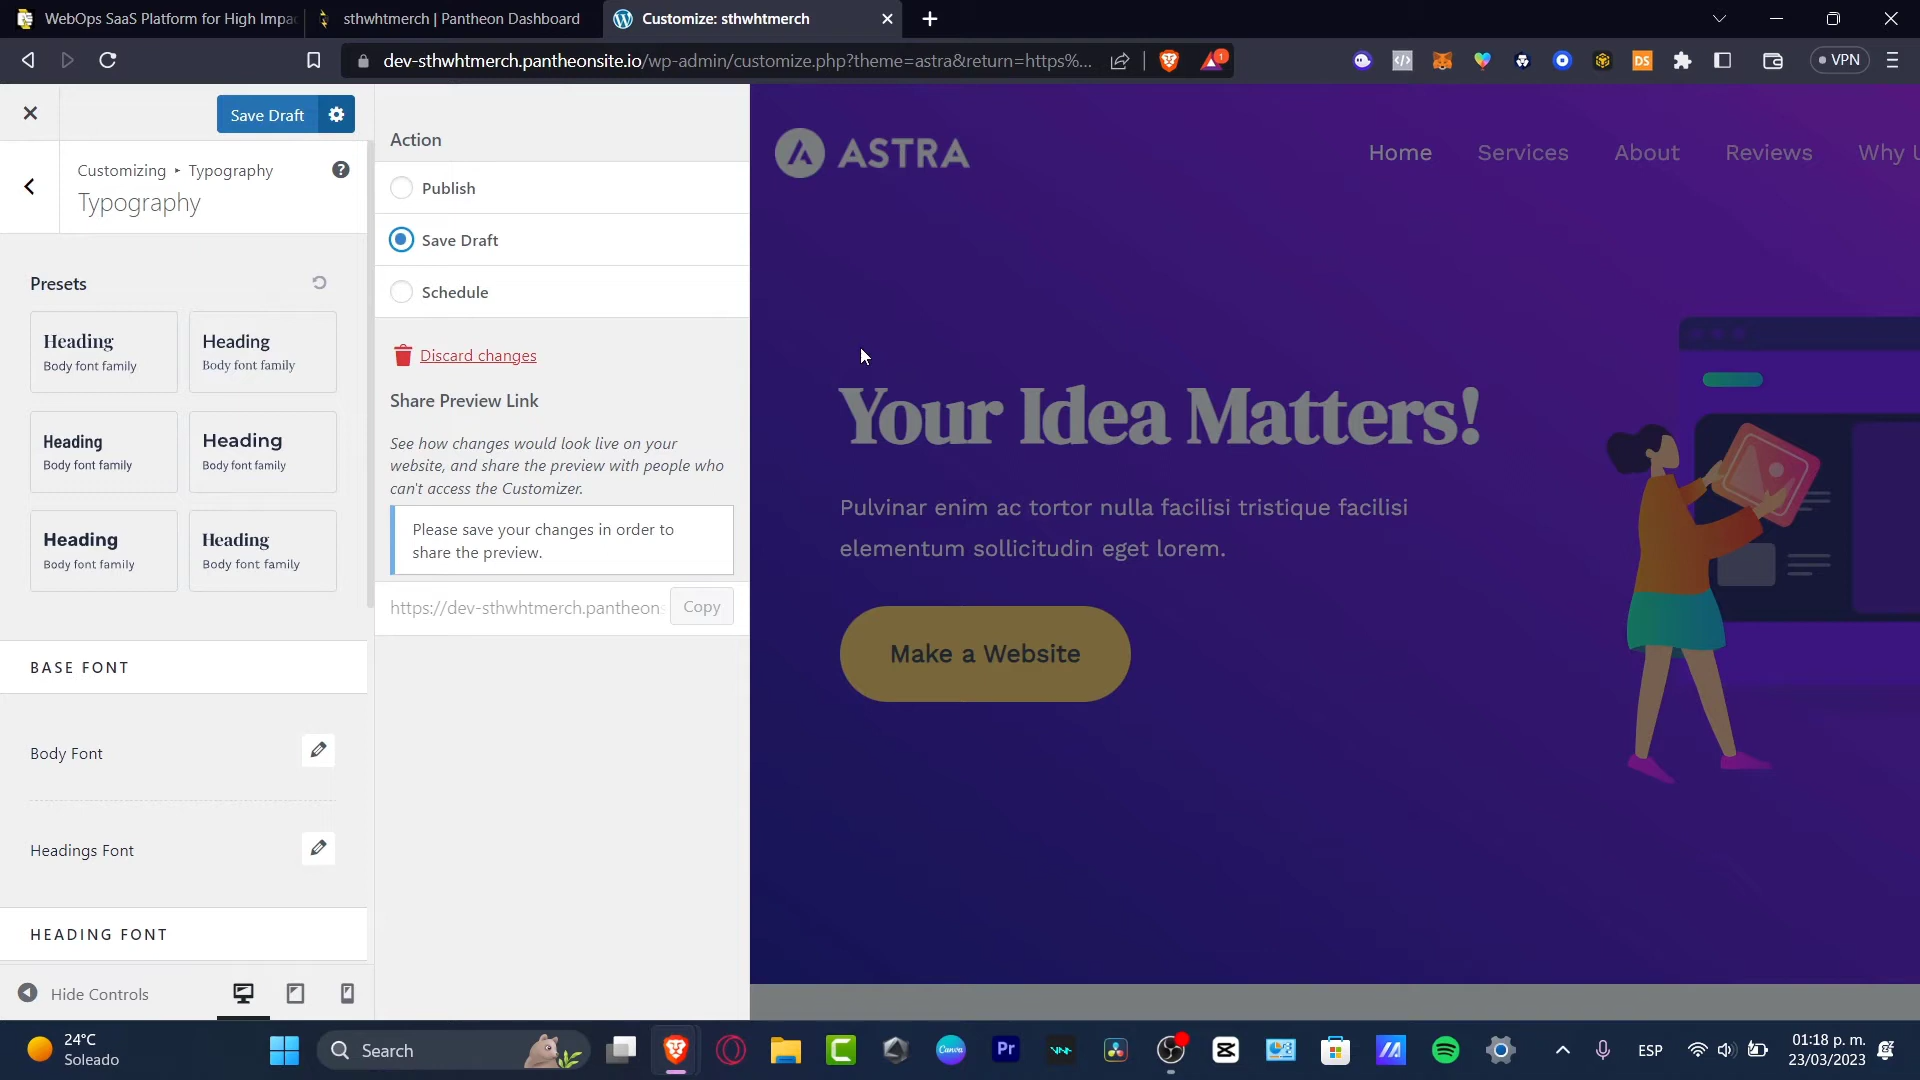 WebOps SaaS Platform for High Impa
sthwhtmerch | Pantheon Dashboard
Customize: sthwhtmerch
dev-sthwhtmerch.pantheonsite.io/wp-admin/customize.php?theme=astra&return=https%...
1
DS
VPN
Save Draft
Customizing ▸ Typography
Typography
Presets
Heading
Body font family
Heading
Body font family
Heading
Body font family
Heading
Body font family
Heading
Body font family
Heading
Body font family
BASE FONT
Body Font
Headings Font
HEADING FONT
Hide Controls
Action
Publish
Save Draft
Schedule
Discard changes
Share Preview Link
See how changes would look live on your
website, and share the preview with people who
can't access the Customizer.
Please save your changes in order to
share the preview.
https://dev-sthwhtmerch.pantheons
Copy
ASTRA
Home
Services
About
Reviews
Why U
Your Idea Matters!
Pulvinar enim ac tortor nulla facilisi tristique facilisi
elementum sollicitudin eget lorem.
Make a Website
24°C
Soleado
Search
Canva
Pr
ESP
01:18 p. m.
23/03/2023